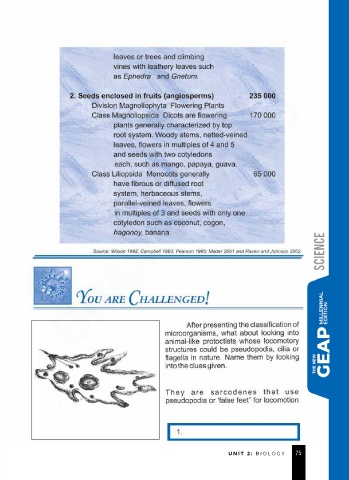 leaves or trees and climbing
vines with leathery leaves such
as Ephedra and Gnetum.
2. Seeds enclosed in fruits (angiosperms) 235 000
Division Magnoliophyta Flowering Plants
Class Magnoliopsida Dicots are flowering 170 000
plants generally characterized by top
root system. Woody stems, netted-veined
leaves, flowers in multiples of 4 and 5
and seeds with two cotyledons
each, such as mango, papaya, guava.
Class Liliopsida Monocots generally 65 000
have fibrous or diffused root
system, herbaceous stems,
parallel-veined leaves, flowers
in multiples of 3 and seeds with only one
cotyledon such as coconut, cogon,
hagonoy, banana.
Source: Wilson 1992, Campbell 1993, Pearson 1995, Mader 2001 and Raven and Johnson 2002
SCIENCE
YOU ARE CHALLENGED!
THE NEW
GEAP MILLENNIAL
EDITION
After presenting the classification of
microorganisms, what about looking into
animal-like protoctists whose locomotory
structures could be pseudopodia, cilia or
flagella in nature. Name them by looking
into the clues given.
They are sarcodenes that use
pseudopodia or "false feet" for locomotion
1.
UNIT 2: BIOLOGY 75